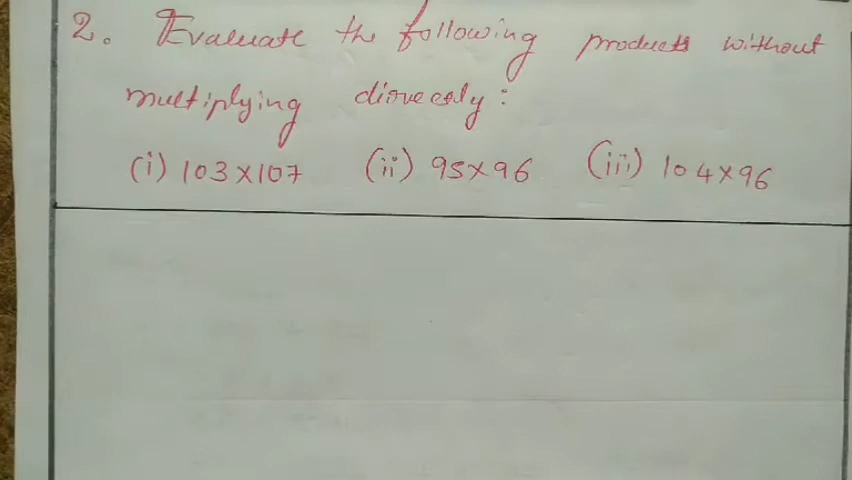 2. Evaluate the following products without
multiplying directly:
(i) 103×107 (ii) 95×96 (iii) 104×96